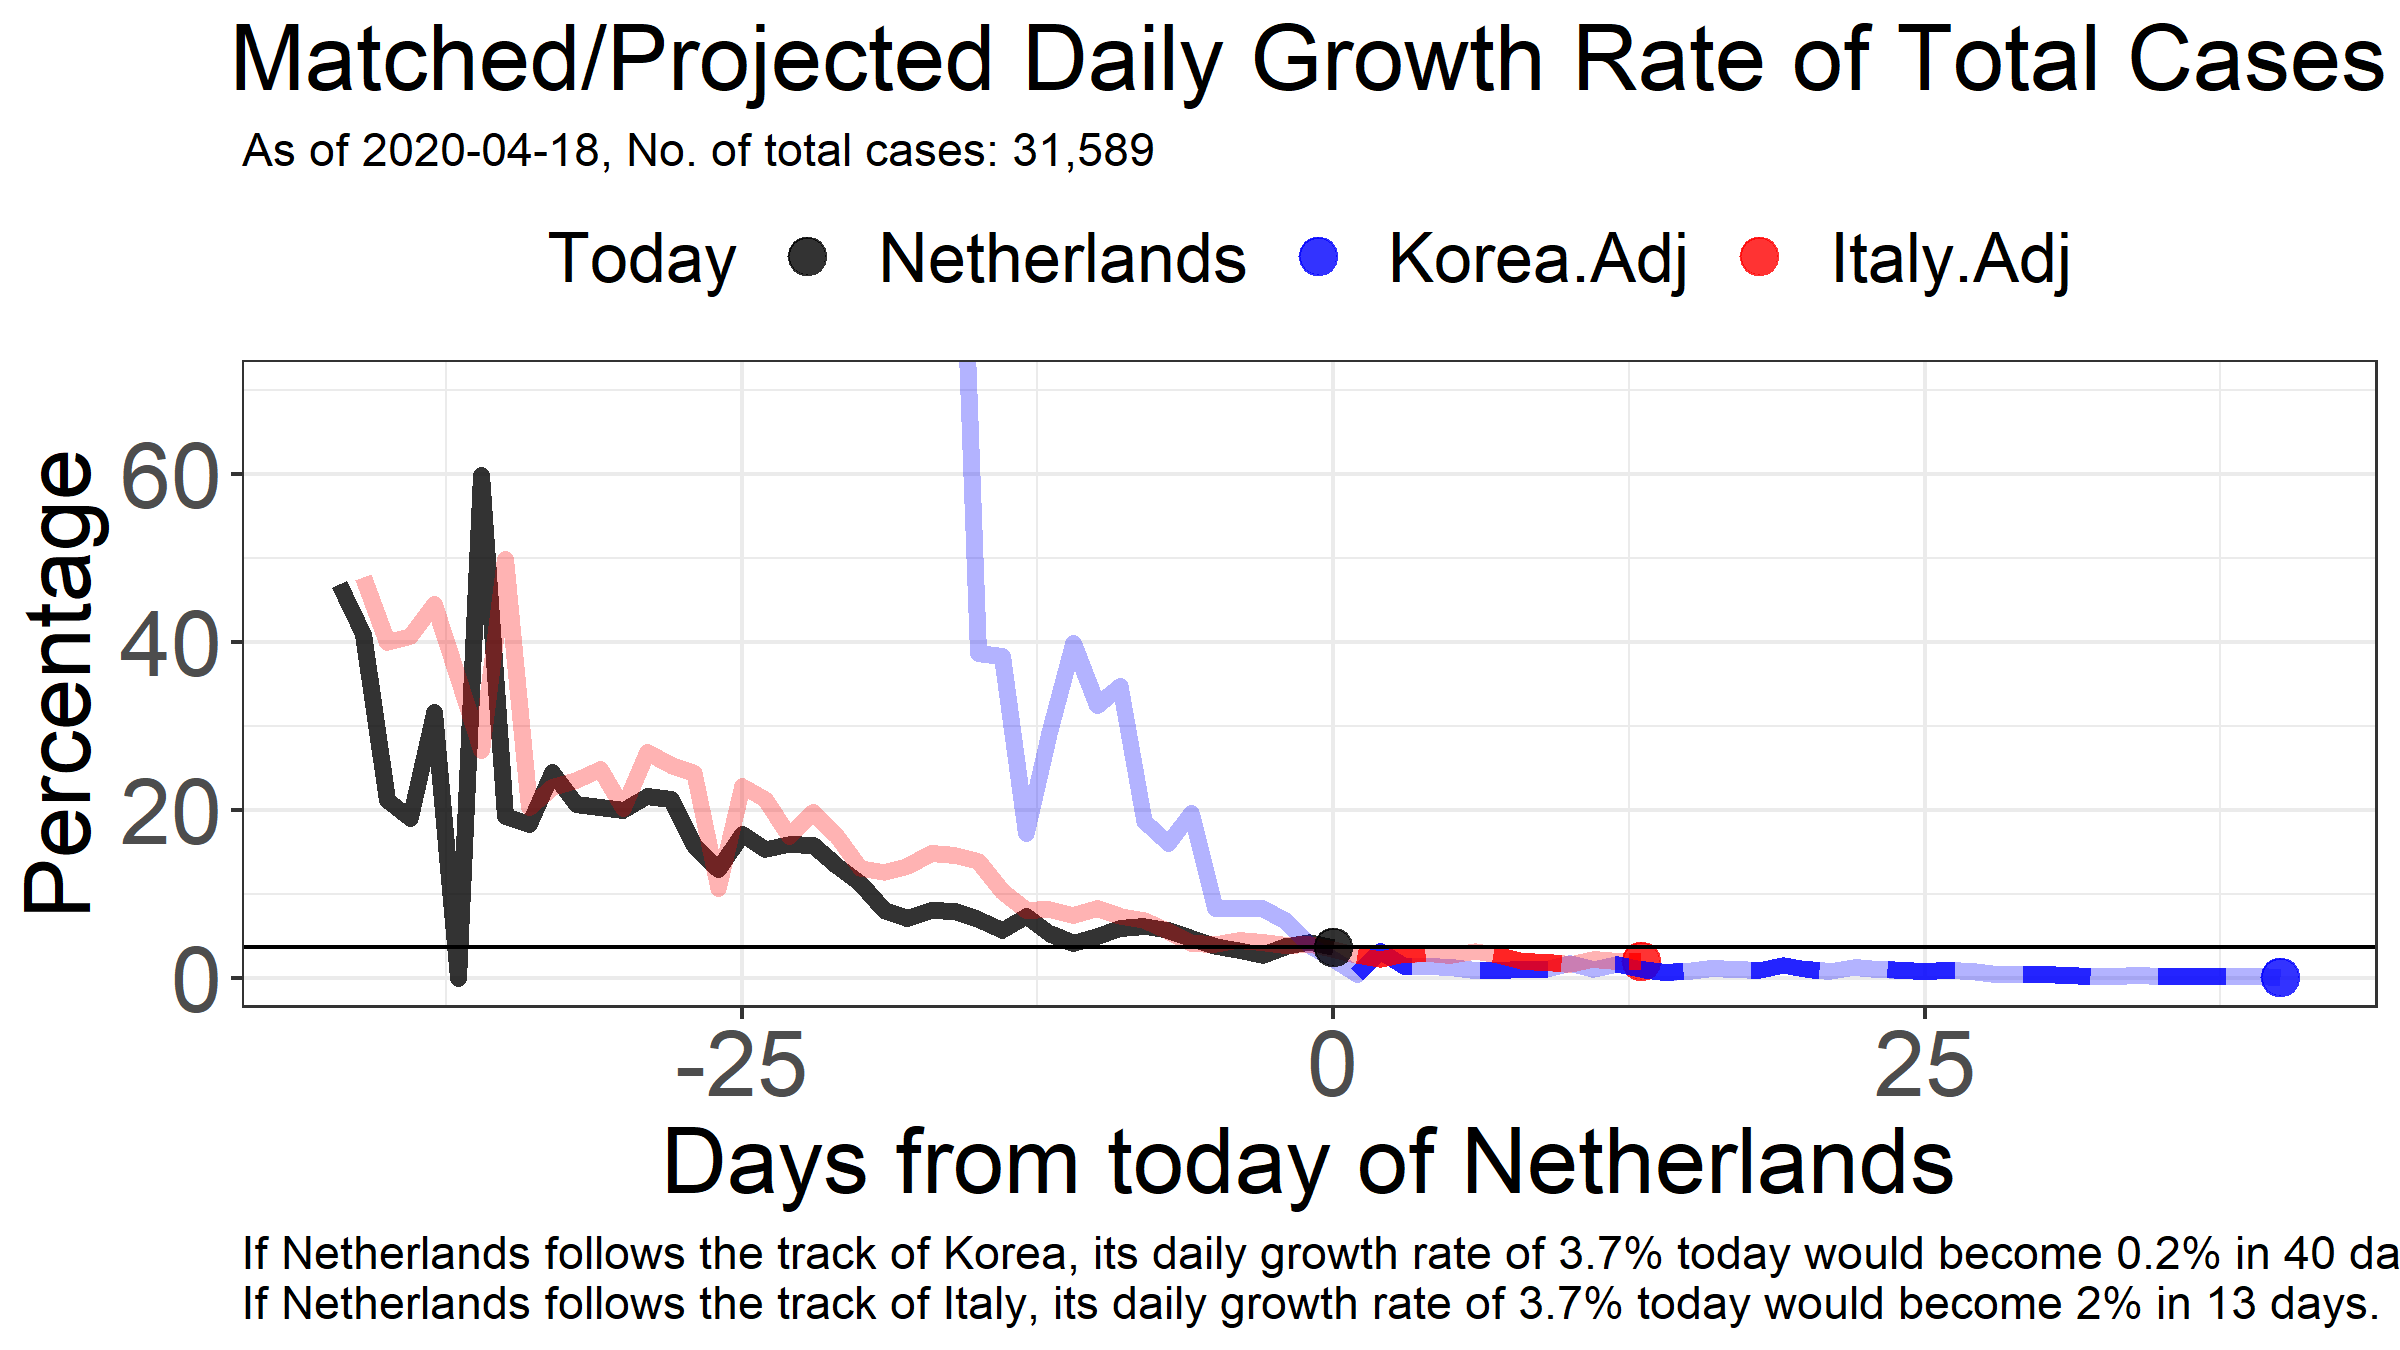 Matched/Projected Daily Growth Rate of Total Cases
As of 2020-04-18, No. of total cases: 31,589
Today Netherlands Korea.Adj Italy.Adj
Percentage
60
40
20
0
-25 0 25
Days from today of Netherlands
If Netherlands follows the track of Korea, its daily growth rate of 3.7% today would become 0.2% in 40 da
If Netherlands follows the track of Italy, its daily growth rate of 3.7% today would become 2% in 13 days.